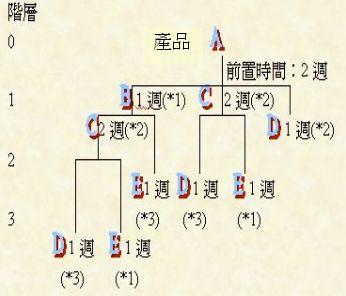 階層
0 產品 A
前置時間：2 週
1 B 1 週(*1) C 2 週(*2) D 1 週(*2)
C 2 週(*2)
2 E 1 週 D 1 週 E 1 週
(*3) (*3) (*1)
3 D 1 週 E 1 週
(*3) (*1)